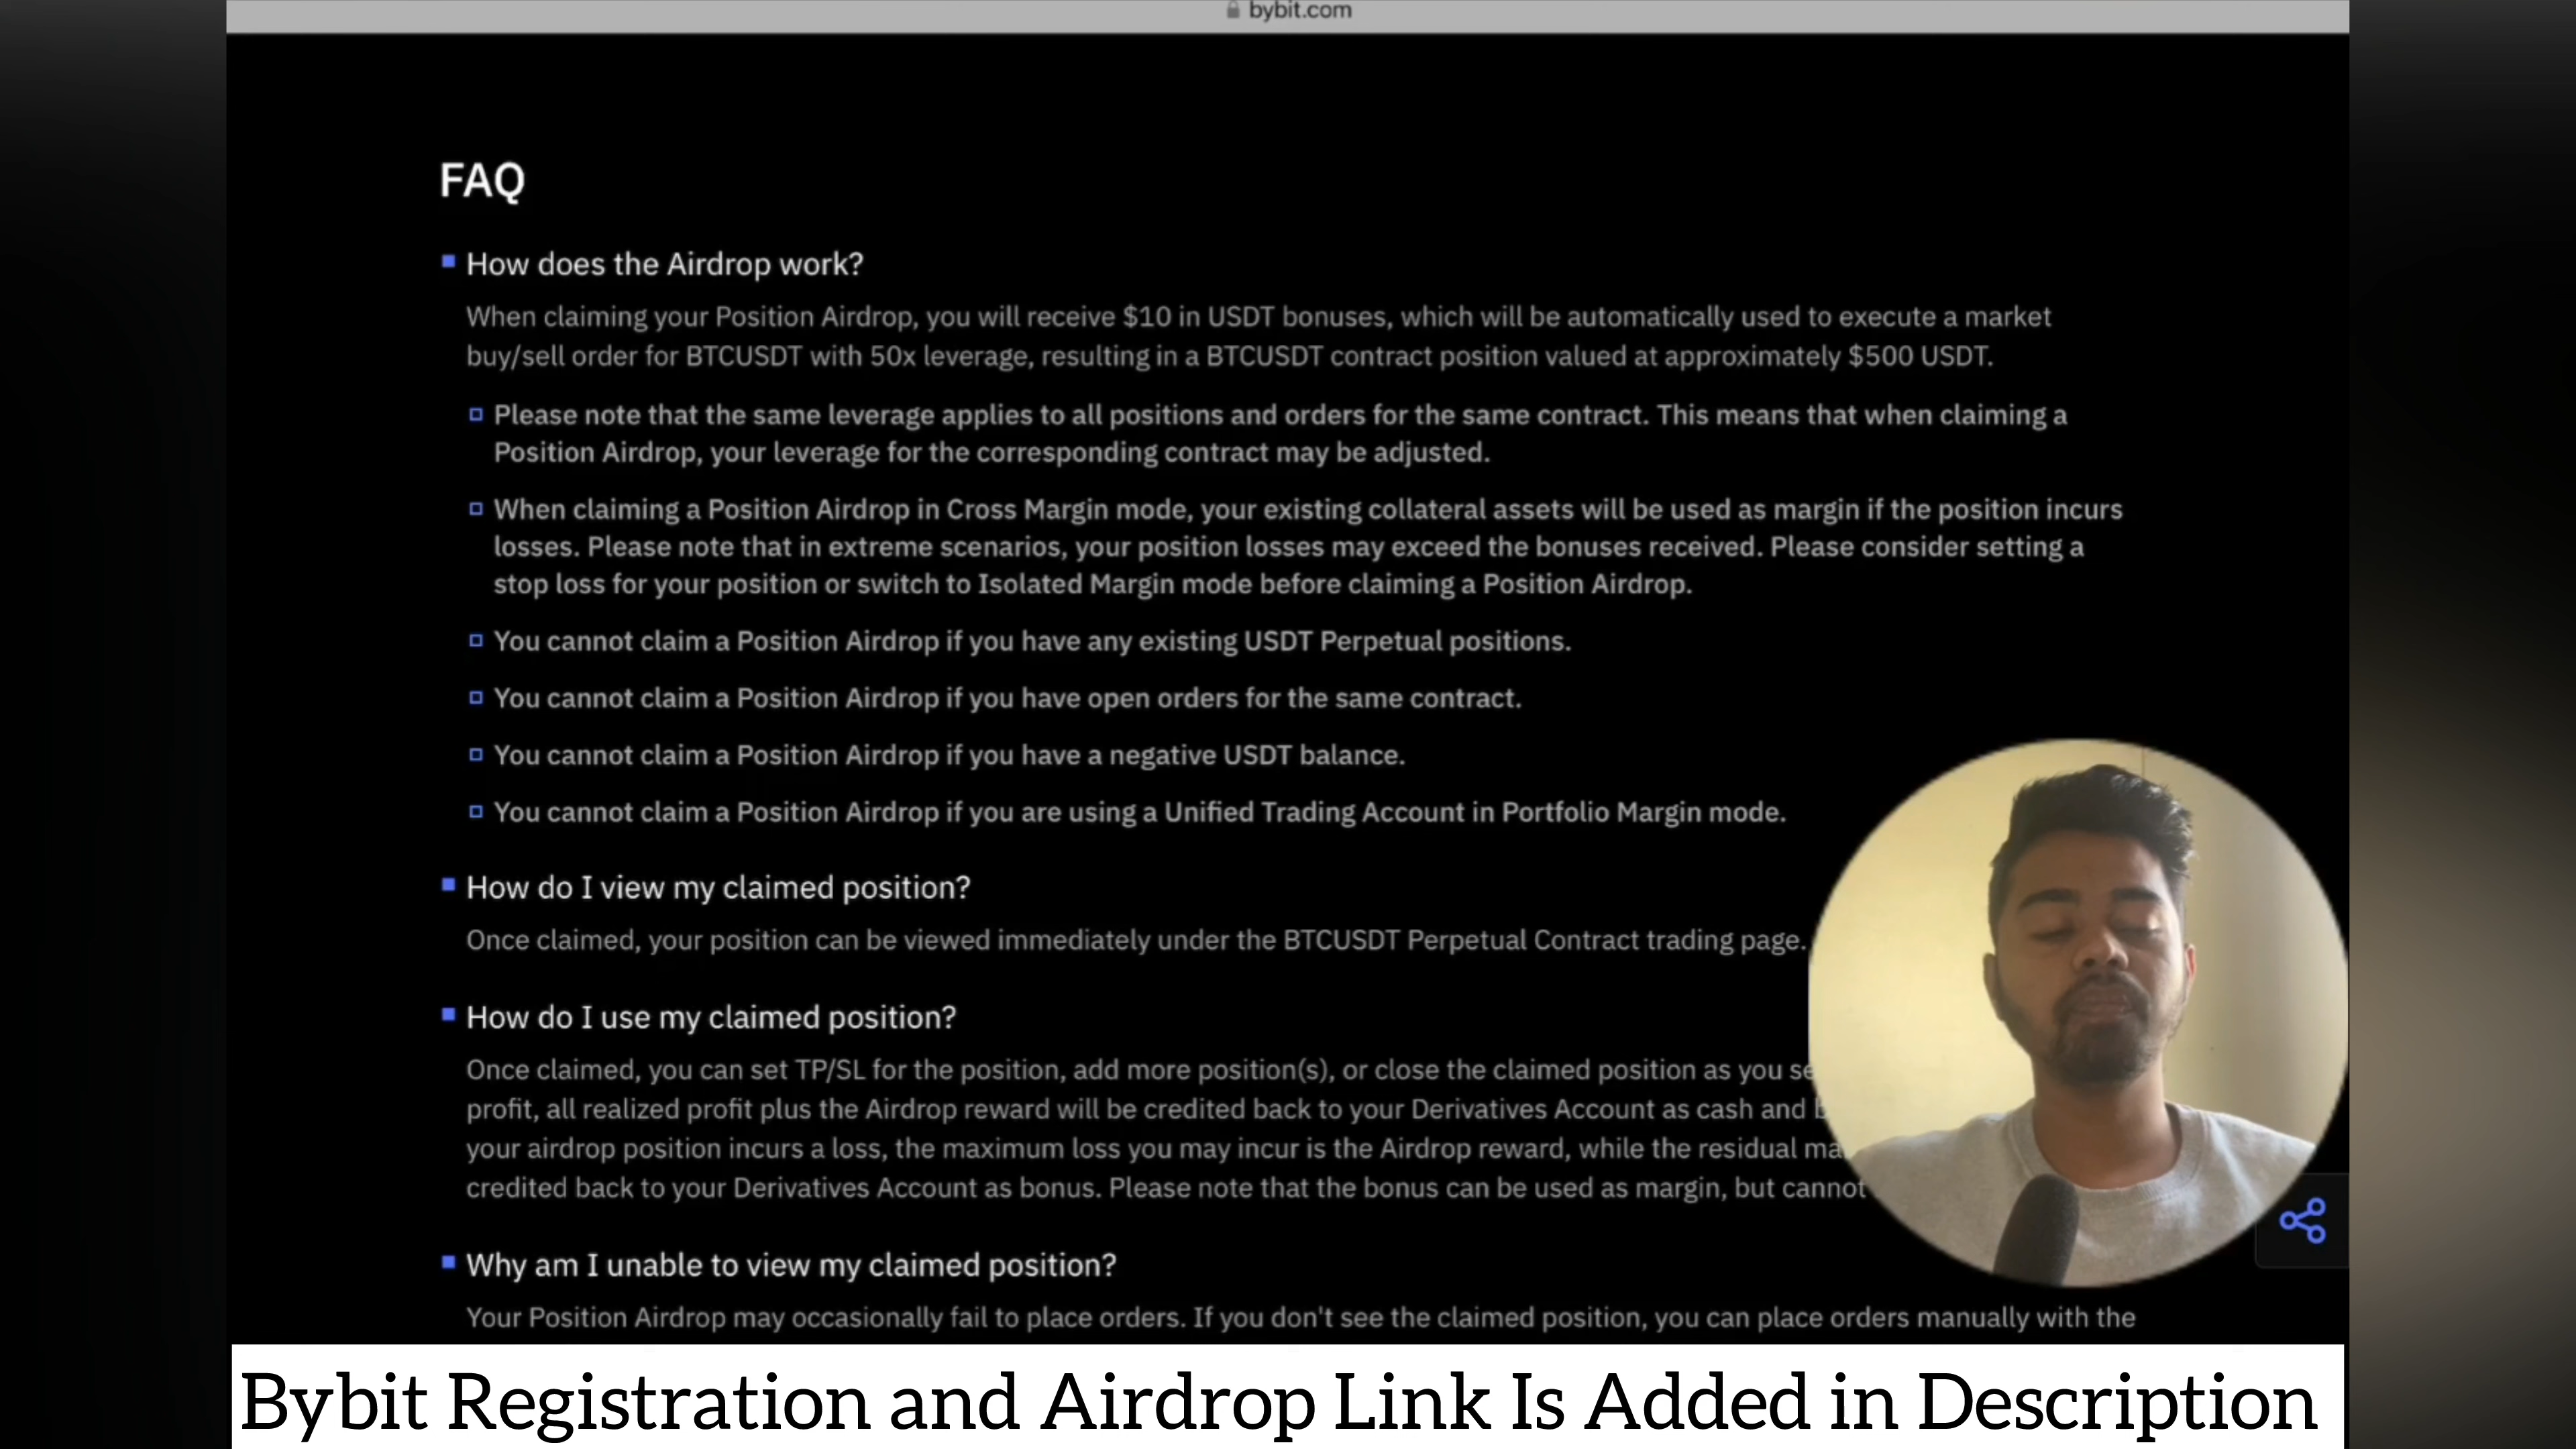 bybit.com
FAQ
How does the Airdrop work?
When claiming your Position Airdrop, you will receive $10 in USDT bonuses, which will be automatically used to execute a market
buy/sell order for BTCUSDT with 50x leverage, resulting in a BTCUSDT contract position valued at approximately $500 USDT.
Please note that the same leverage applies to all positions and orders for the same contract. This means that when claiming a
Position Airdrop, your leverage for the corresponding contract may be adjusted.
When claiming a Position Airdrop in Cross Margin mode, your existing collateral assets will be used as margin if the position incurs
losses. Please note that in extreme scenarios, your position losses may exceed the bonuses received. Please consider setting a
stop loss for your position or switch to Isolated Margin mode before claiming a Position Airdrop.
You cannot claim a Position Airdrop if you have any existing USDT Perpetual positions.
You cannot claim a Position Airdrop if you have open orders for the same contract.
You cannot claim a Position Airdrop if you have a negative USDT balance.
You cannot claim a Position Airdrop if you are using a Unified Trading Account in Portfolio Margin mode.
How do I view my claimed position?
Once claimed, your position can be viewed immediately under the BTCUSDT Perpetual Contract trading page.
How do I use my claimed position?
Once claimed, you can set TP/SL for the position, add more position(s), or close the claimed position as you
profit, all realized profit plus the Airdrop reward will be credited back to your Derivatives Account as cash and
your airdrop position incurs a loss, the maximum loss you may incur is the Airdrop reward, while the residual
credited back to your Derivatives Account as bonus. Please note that the bonus can be used as margin, but cannot
Why am I unable to view my claimed position?
Your Position Airdrop may occasionally fail to place orders. If you don't see the claimed position, you can place orders manually with the
Bybit Registration and Airdrop Link Is Added in Description